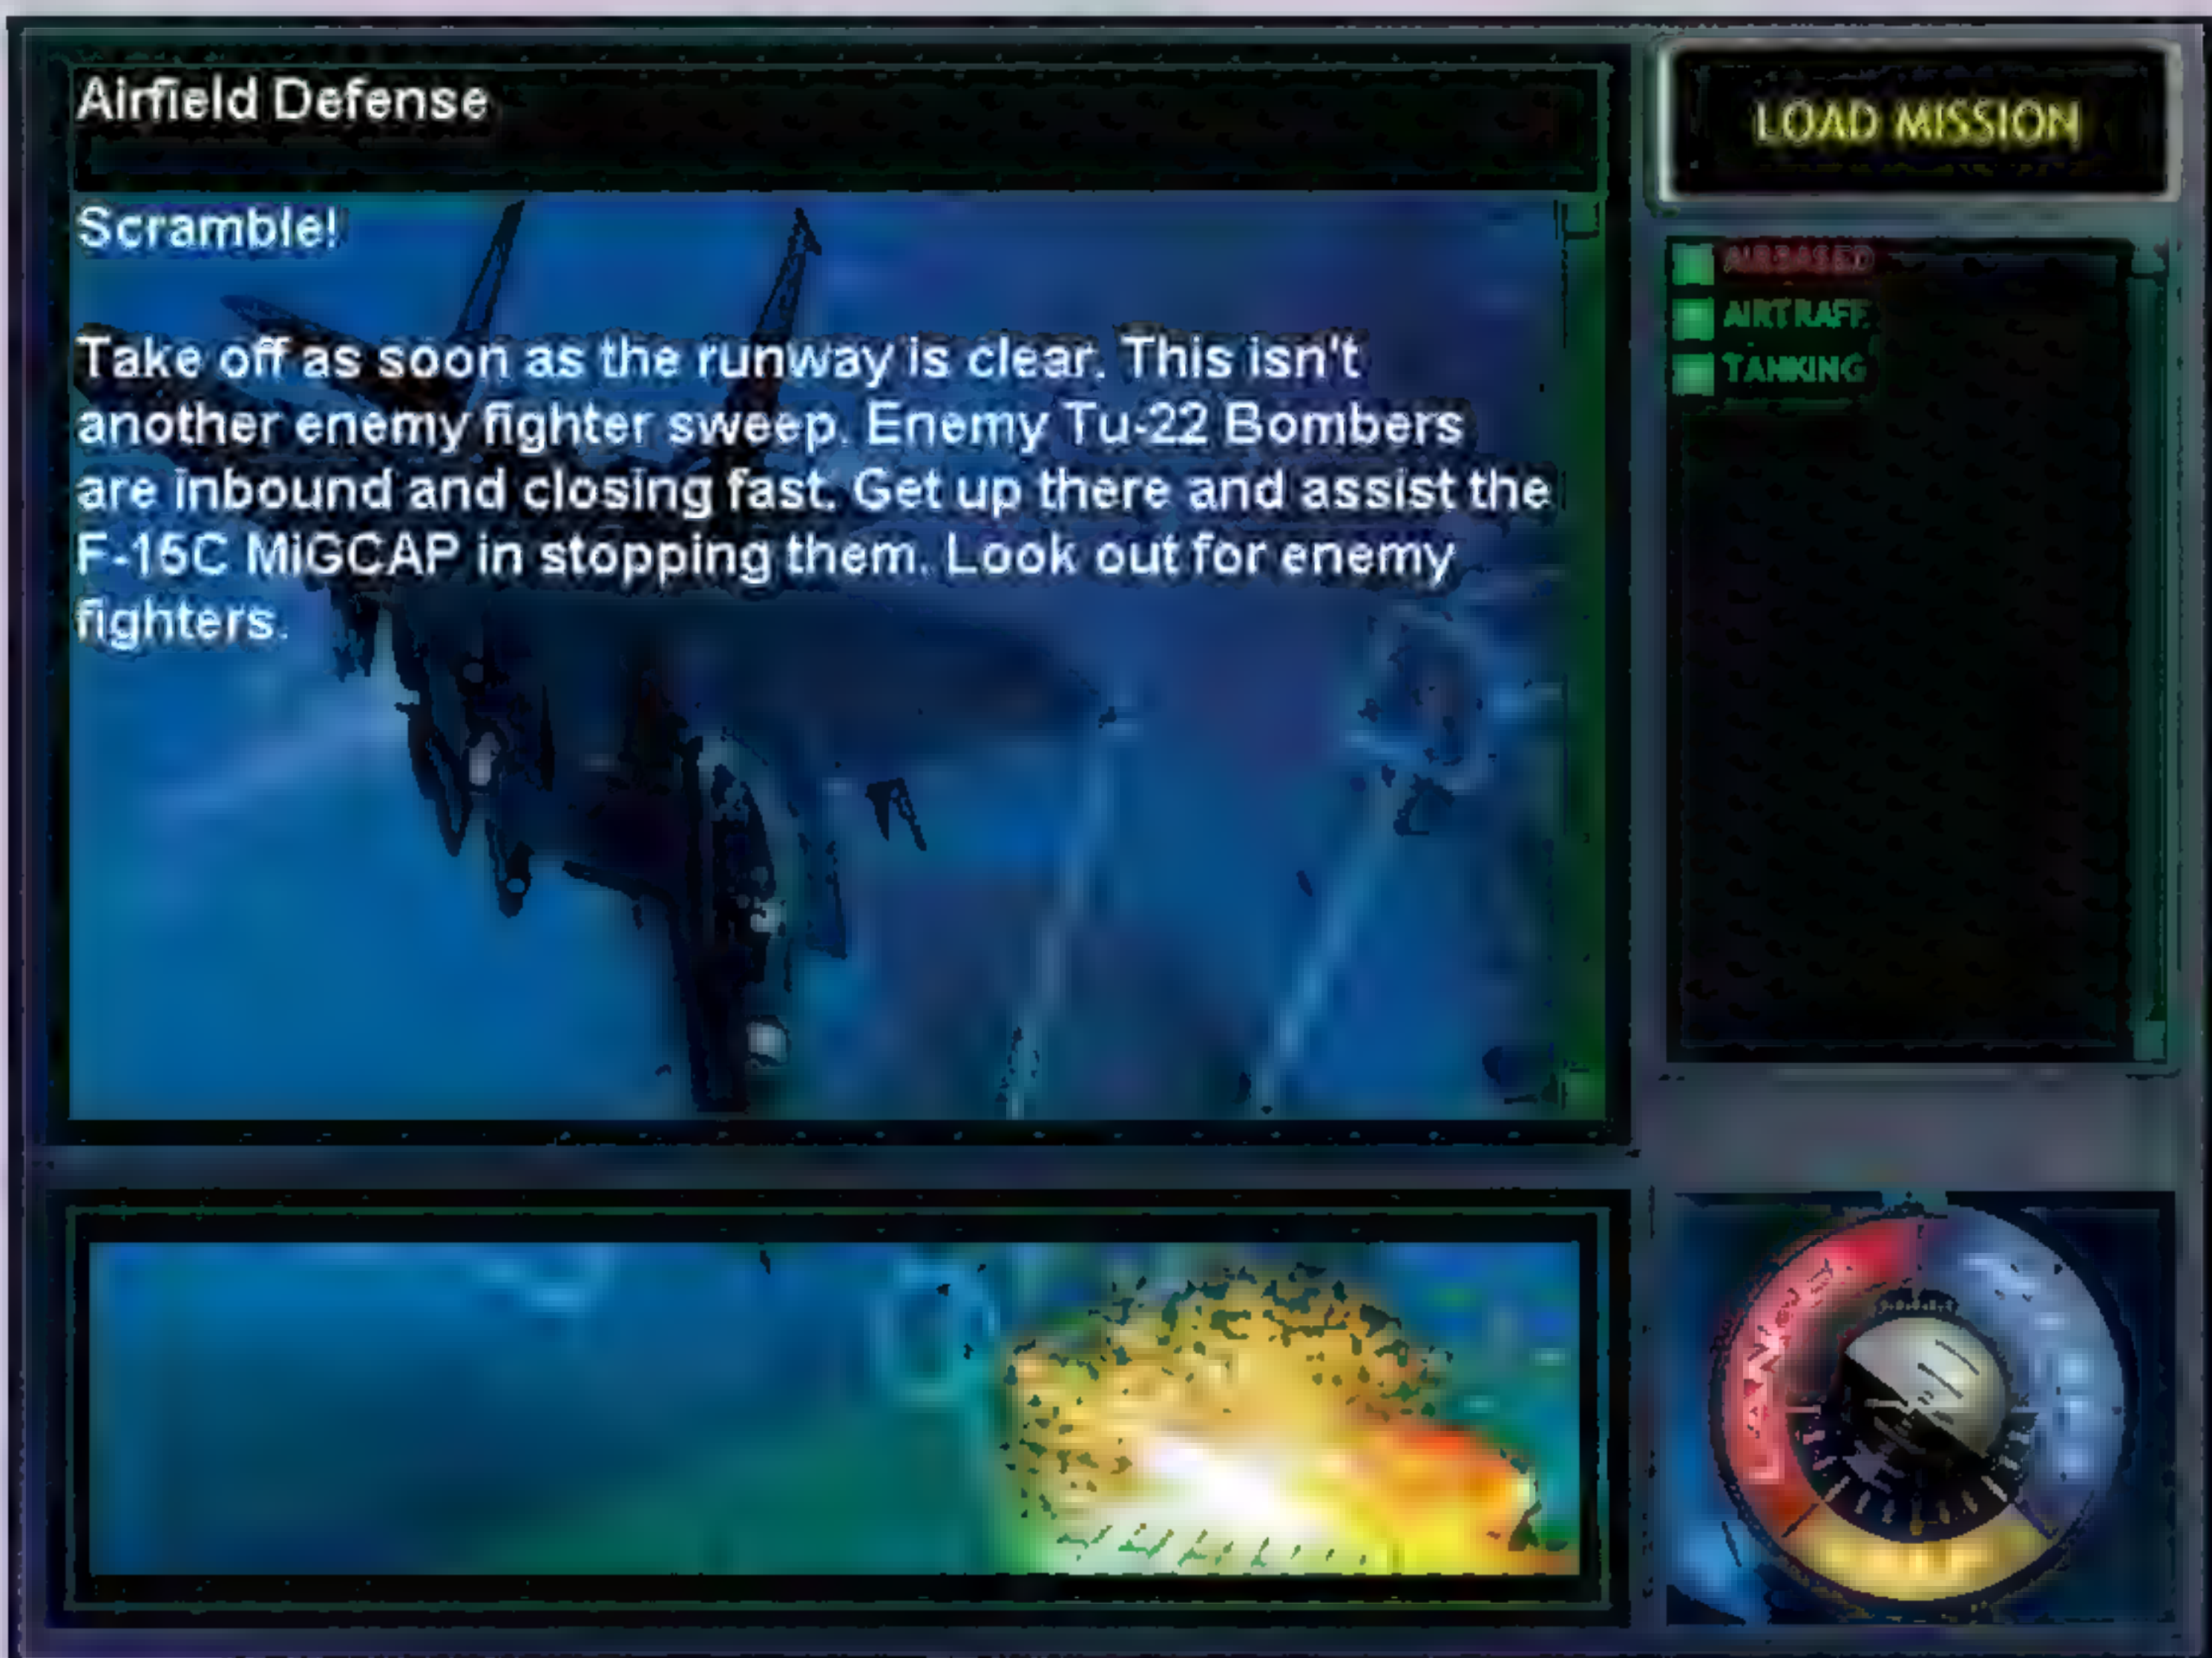 Airfield Defense
LOAD MISSION
Scramble!
Take off as soon as the runway is clear. This isn't
another enemy fighter sweep. Enemy Tu-22 Bombers
are inbound and closing fast. Get up there and assist the
F-15C MiGCAP in stopping them. Look out for enemy
fighters.
AIRBASED
AIRTRAFF
TANKING